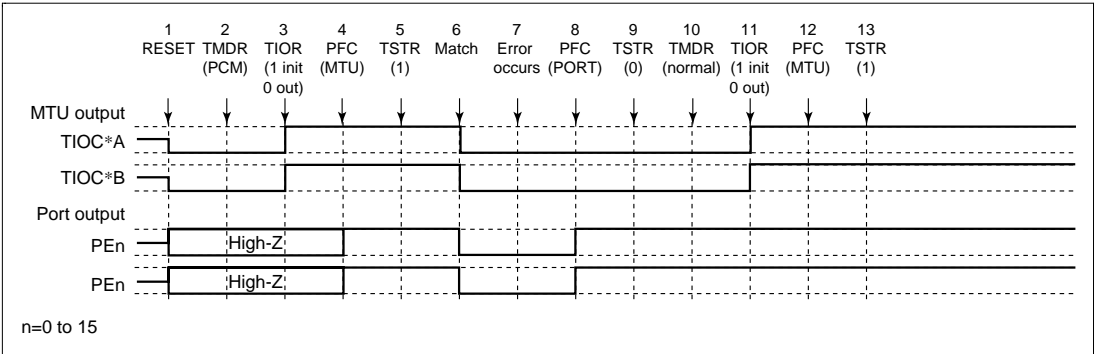 1 2 3 4 5 6 7 8 9 10 11 12 13
RESET TMDR TIOR PFC TSTR Match Error PFC TSTR TMDR TIOR PFC TSTR
(PCM) (1 init (MTU) (1) occurs (PORT) (0) (normal) (1 init (MTU) (1)
0 out) 0 out)
MTU output
TIOC*A
TIOC*B
Port output
PEn High-Z
PEn High-Z
n=0 to 15